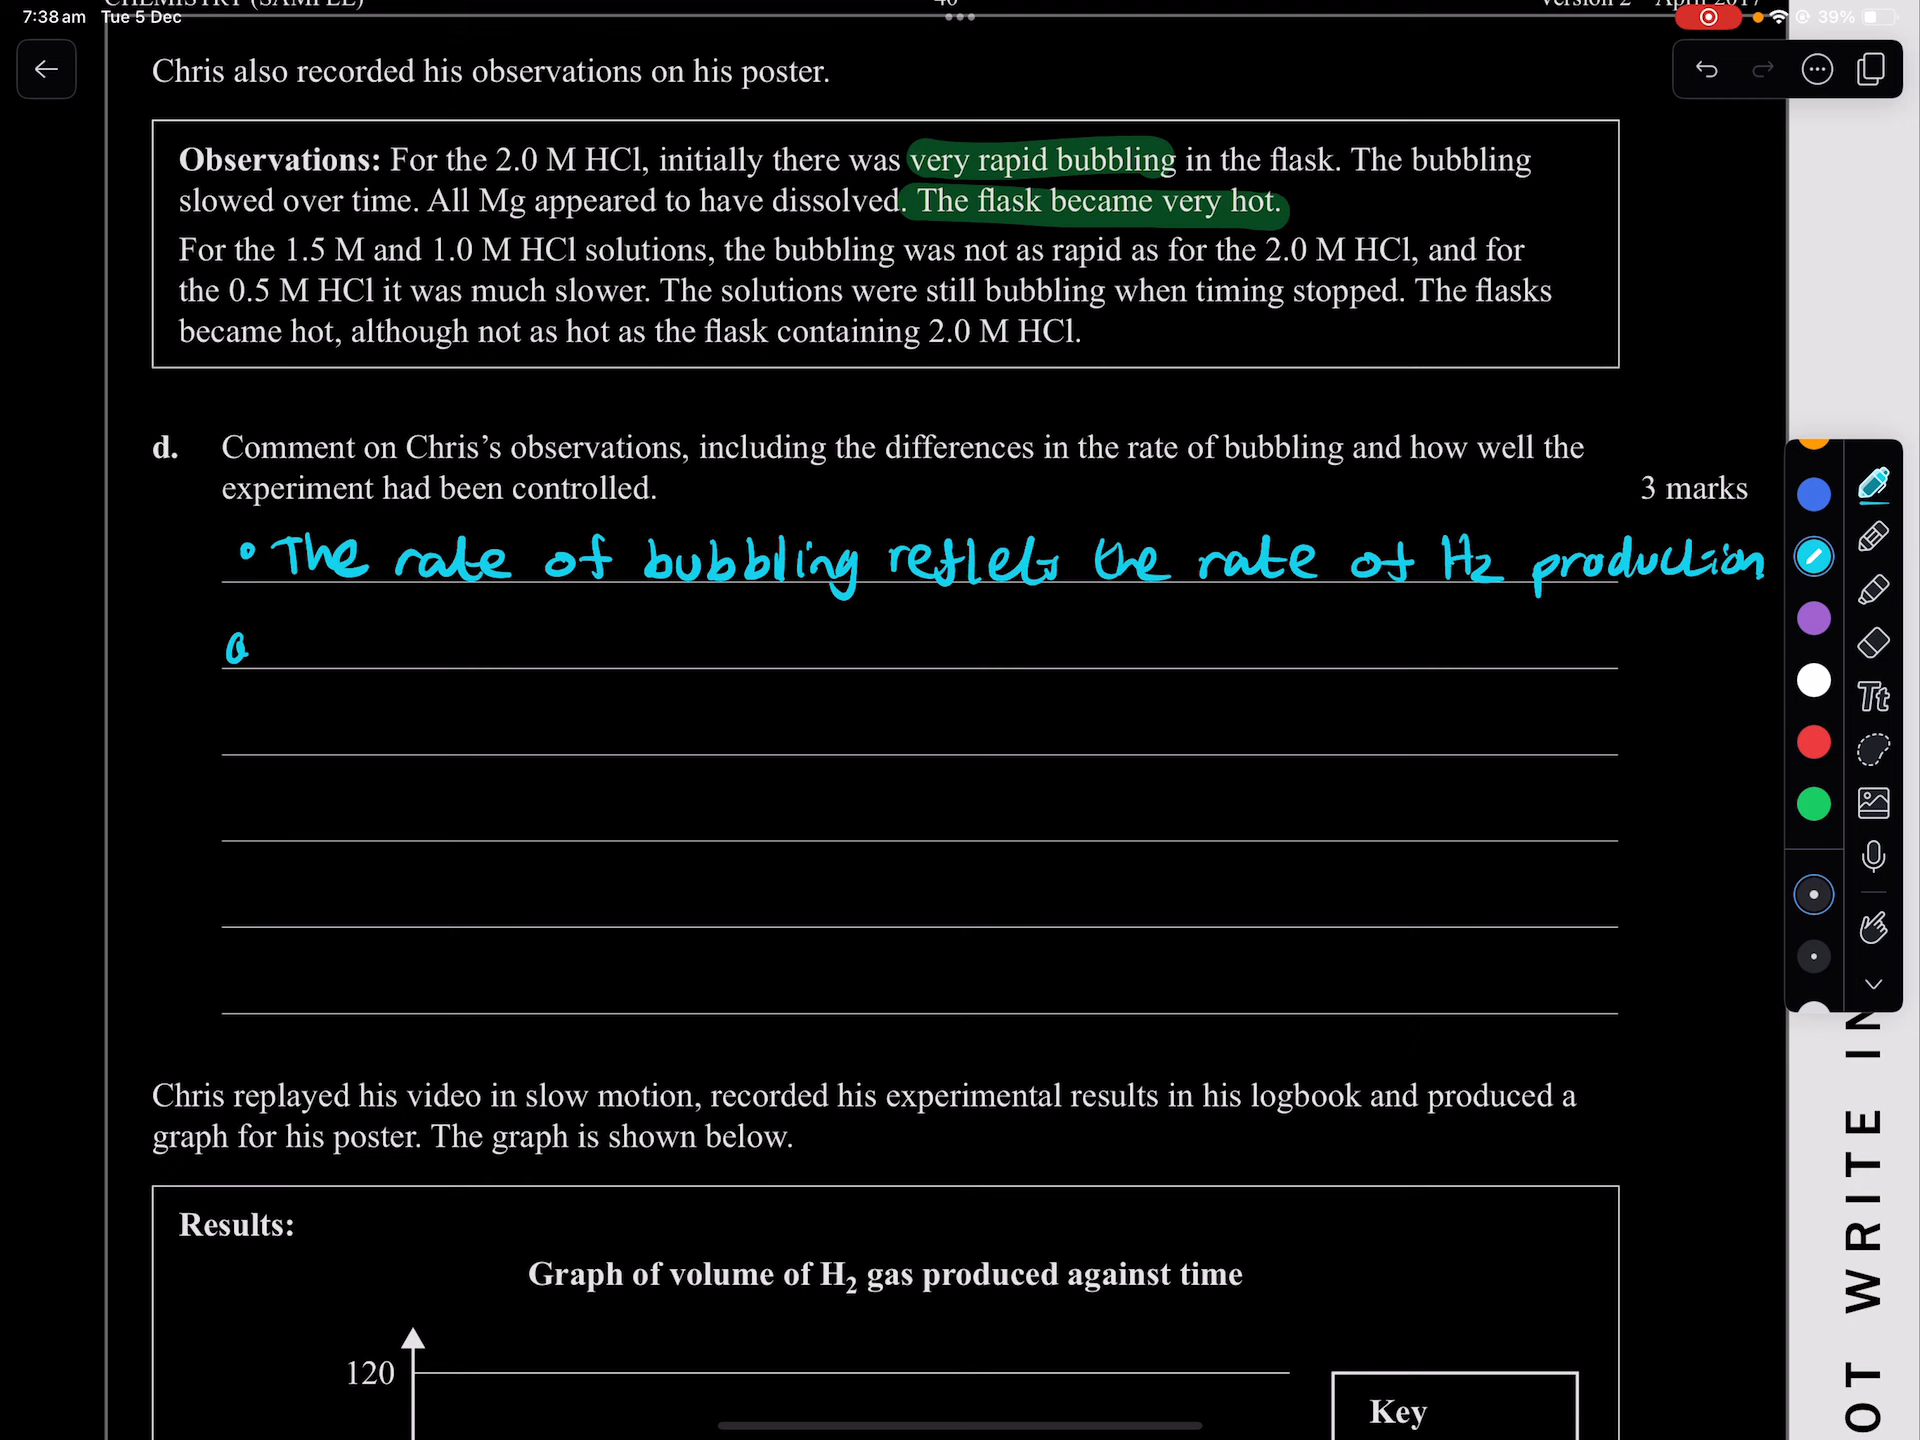 7:38 am Tue 5 Dec
39%
Chris also recorded his observations on his poster.
Observations: For the 2.0 M HCl, initially there was very rapid bubbling in the flask. The bubbling
slowed over time. All Mg appeared to have dissolved. The flask became very hot.
For the 1.5 M and 1.0 M HCl solutions, the bubbling was not as rapid as for the 2.0 M HCl, and for
the 0.5 M HCl it was much slower. The solutions were still bubbling when timing stopped. The flasks
became hot, although not as hot as the flask containing 2.0 M HCl.
d. Comment on Chris’s observations, including the differences in the rate of bubbling and how well the
experiment had been controlled.
3 marks
• The rate of bubbling reflects the rate of H2 production
a
Tt
Chris replayed his video in slow motion, recorded his experimental results in his logbook and produced a
graph for his poster. The graph is shown below.
Results:
Graph of volume of H₂ gas produced against time
120
Key
OT WRITE IN